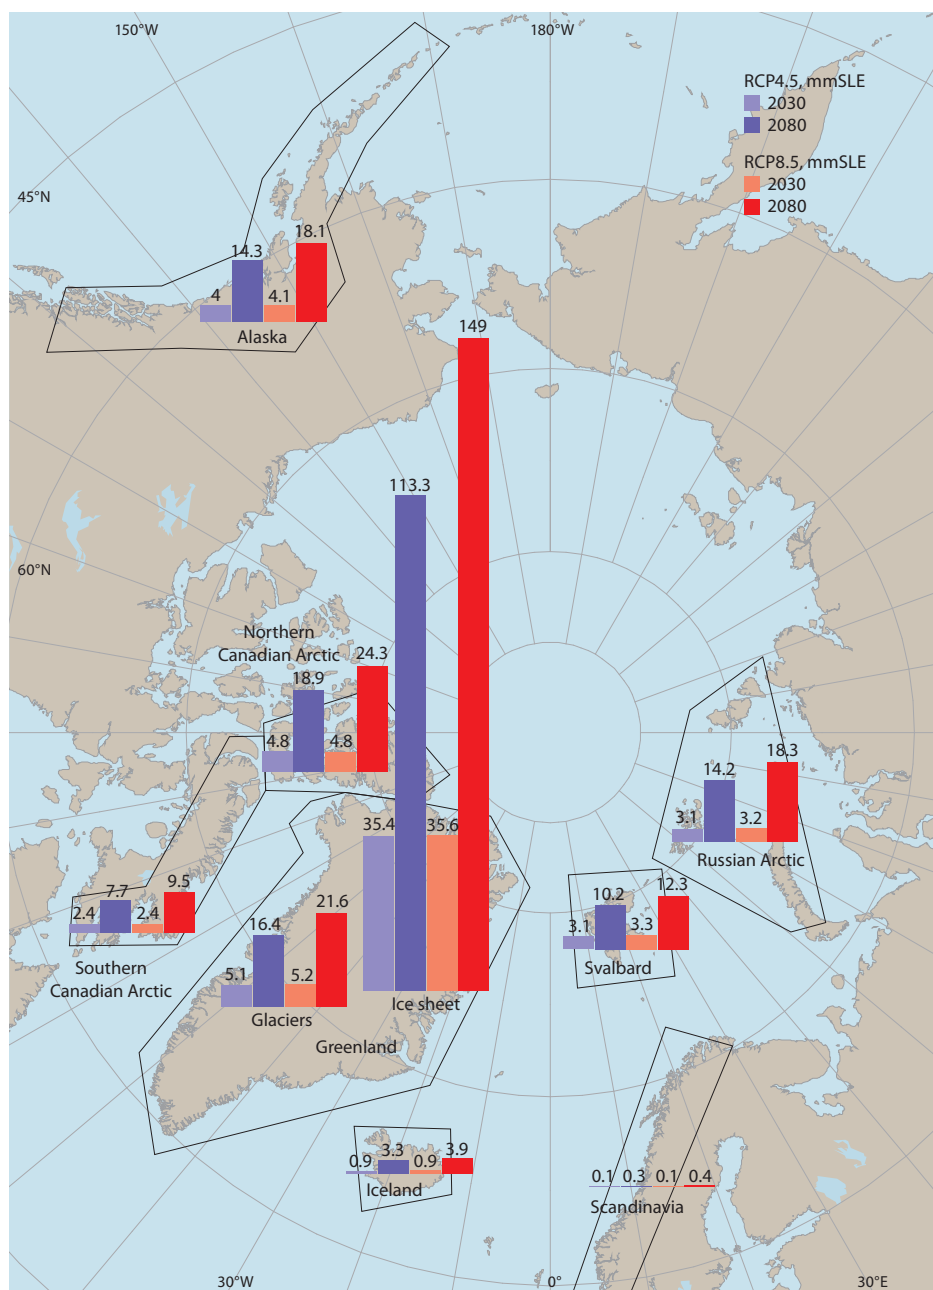 150°W
180°W
RCP4.5, mmSLE
2030
2080
RCP8.5, mmSLE
2030
2080
45°N
4
14.3
4.1
18.1
Alaska
149
113.3
60°N
Northern
Canadian Arctic
4.8
18.9
4.8
24.3
3.1
14.2
3.2
18.3
Russian Arctic
35.4
35.6
Ice sheet
2.4
7.7
2.4
9.5
Southern
Canadian Arctic
5.1
16.4
5.2
21.6
Glaciers
Greenland
3.1
10.2
3.3
12.3
Svalbard
0.9
3.3
0.9
3.9
Iceland
0.1
0.3
0.1
0.4
Scandinavia
30°W
0°
30°E